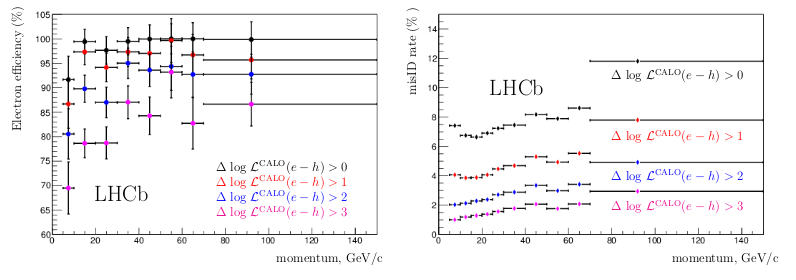 Electron efficiency (%)
105
100
95
90
85
80
75
70
65
60
LHCb
Δ log ℒ^CALO(e − h) > 0
Δ log ℒ^CALO(e − h) > 1
Δ log ℒ^CALO(e − h) > 2
Δ log ℒ^CALO(e − h) > 3
0 20 40 60 80 100 120 140
momentum, GeV/c
misID rate (% )
14
12
10
8
6
4
2
0
LHCb
Δ log ℒ^CALO(e − h) > 0
Δ log ℒ^CALO(e − h) > 1
Δ log ℒ^CALO(e − h) > 2
Δ log ℒ^CALO(e − h) > 3
0 20 40 60 80 100 120 140
momentum, GeV/c